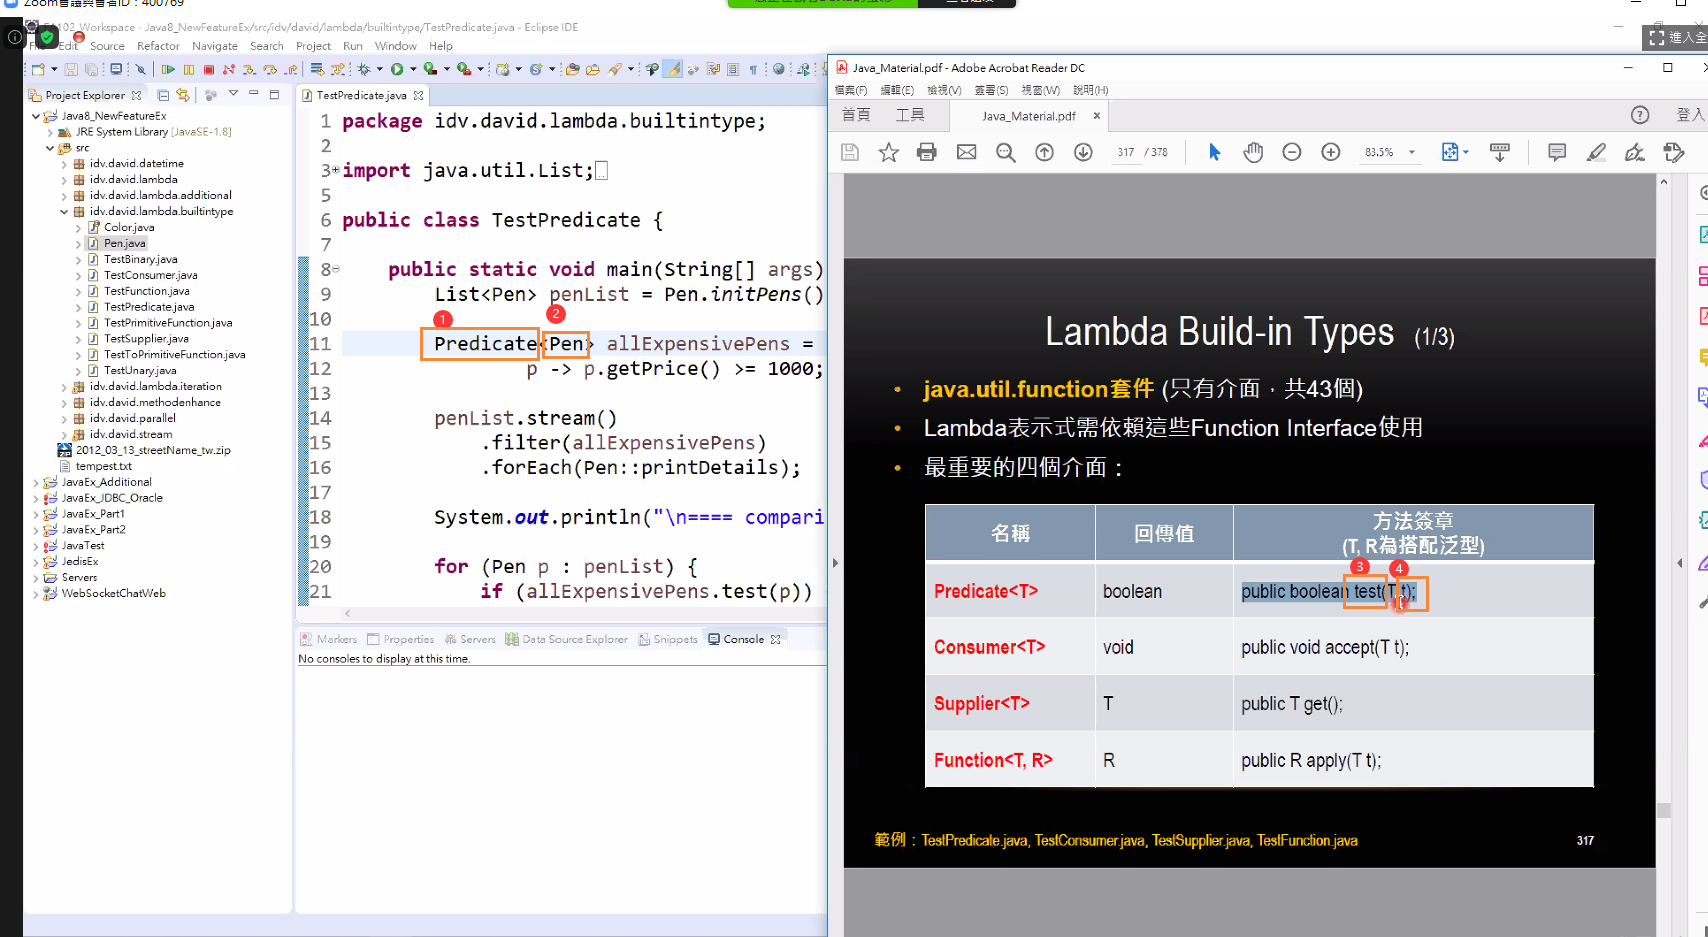 Zoom會議與會者ID：400769
EA102_Workspace - Java8_NewFeatureEx/src/idv/david/lambda/builtintype/TestPredicate.java - Eclipse IDE
Edit Source Refactor Navigate Search Project Run Window Help
進入全
Project Explorer
Java8_NewFeatureEx
JRE System Library [JavaSE-1.8]
src
idv.david.datetime
idv.david.lambda
idv.david.lambda.additional
idv.david.lambda.builtintype
Color.java
Pen.java
TestBinary.java
TestConsumer.java
TestFunction.java
TestPredicate.java
TestPrimitiveFunction.java
TestSupplier.java
TestToPrimitiveFunction.java
TestUnary.java
idv.david.lambda.iteration
idv.david.methodenhance
idv.david.parallel
idv.david.stream
2012_03_13_streetName_tw.zip
tempest.txt
JavaEx_Additional
JavaEx_JDBC_Oracle
JavaEx_Part1
JavaEx_Part2
JavaTest
JedisEx
Servers
WebSocketChatWeb
TestPredicate.java
1 package idv.david.lambda.builtintype;
2
3 import java.util.List;
5
6 public class TestPredicate {
7
8 public static void main(String[] args)
9 List<Pen> penList = Pen.initPens()
10
1 2
11 Predicate<Pen> allExpensivePens =
12 p -> p.getPrice() >= 1000;
13
14 penList.stream()
15 .filter(allExpensivePens)
16 .forEach(Pen::printDetails);
17
18 System.out.println("\n==== compari
19
20 for (Pen p : penList) {
21 if (allExpensivePens.test(p))
Markers Properties Servers Data Source Explorer Snippets Console
No consoles to display at this time.
Java_Material.pdf - Adobe Acrobat Reader DC
檔案(F) 編輯(E) 檢視(V) 簽署(S) 視窗(W) 說明(H)
首頁 工具 Java_Material.pdf × 登入
317 / 378 83.5%
Lambda Build-in Types (1/3)
• java.util.function套件 (只有介面，共43個)
• Lambda表示式需依賴這些Function Interface使用
• 最重要的四個介面：
名稱 回傳值 方法簽章
(T, R為搭配泛型)
3 4
Predicate<T> boolean public boolean test(T t);
Consumer<T> void public void accept(T t);
Supplier<T> T public T get();
Function<T, R> R public R apply(T t);
範例：TestPredicate.java, TestConsumer.java, TestSupplier.java, TestFunction.java
317